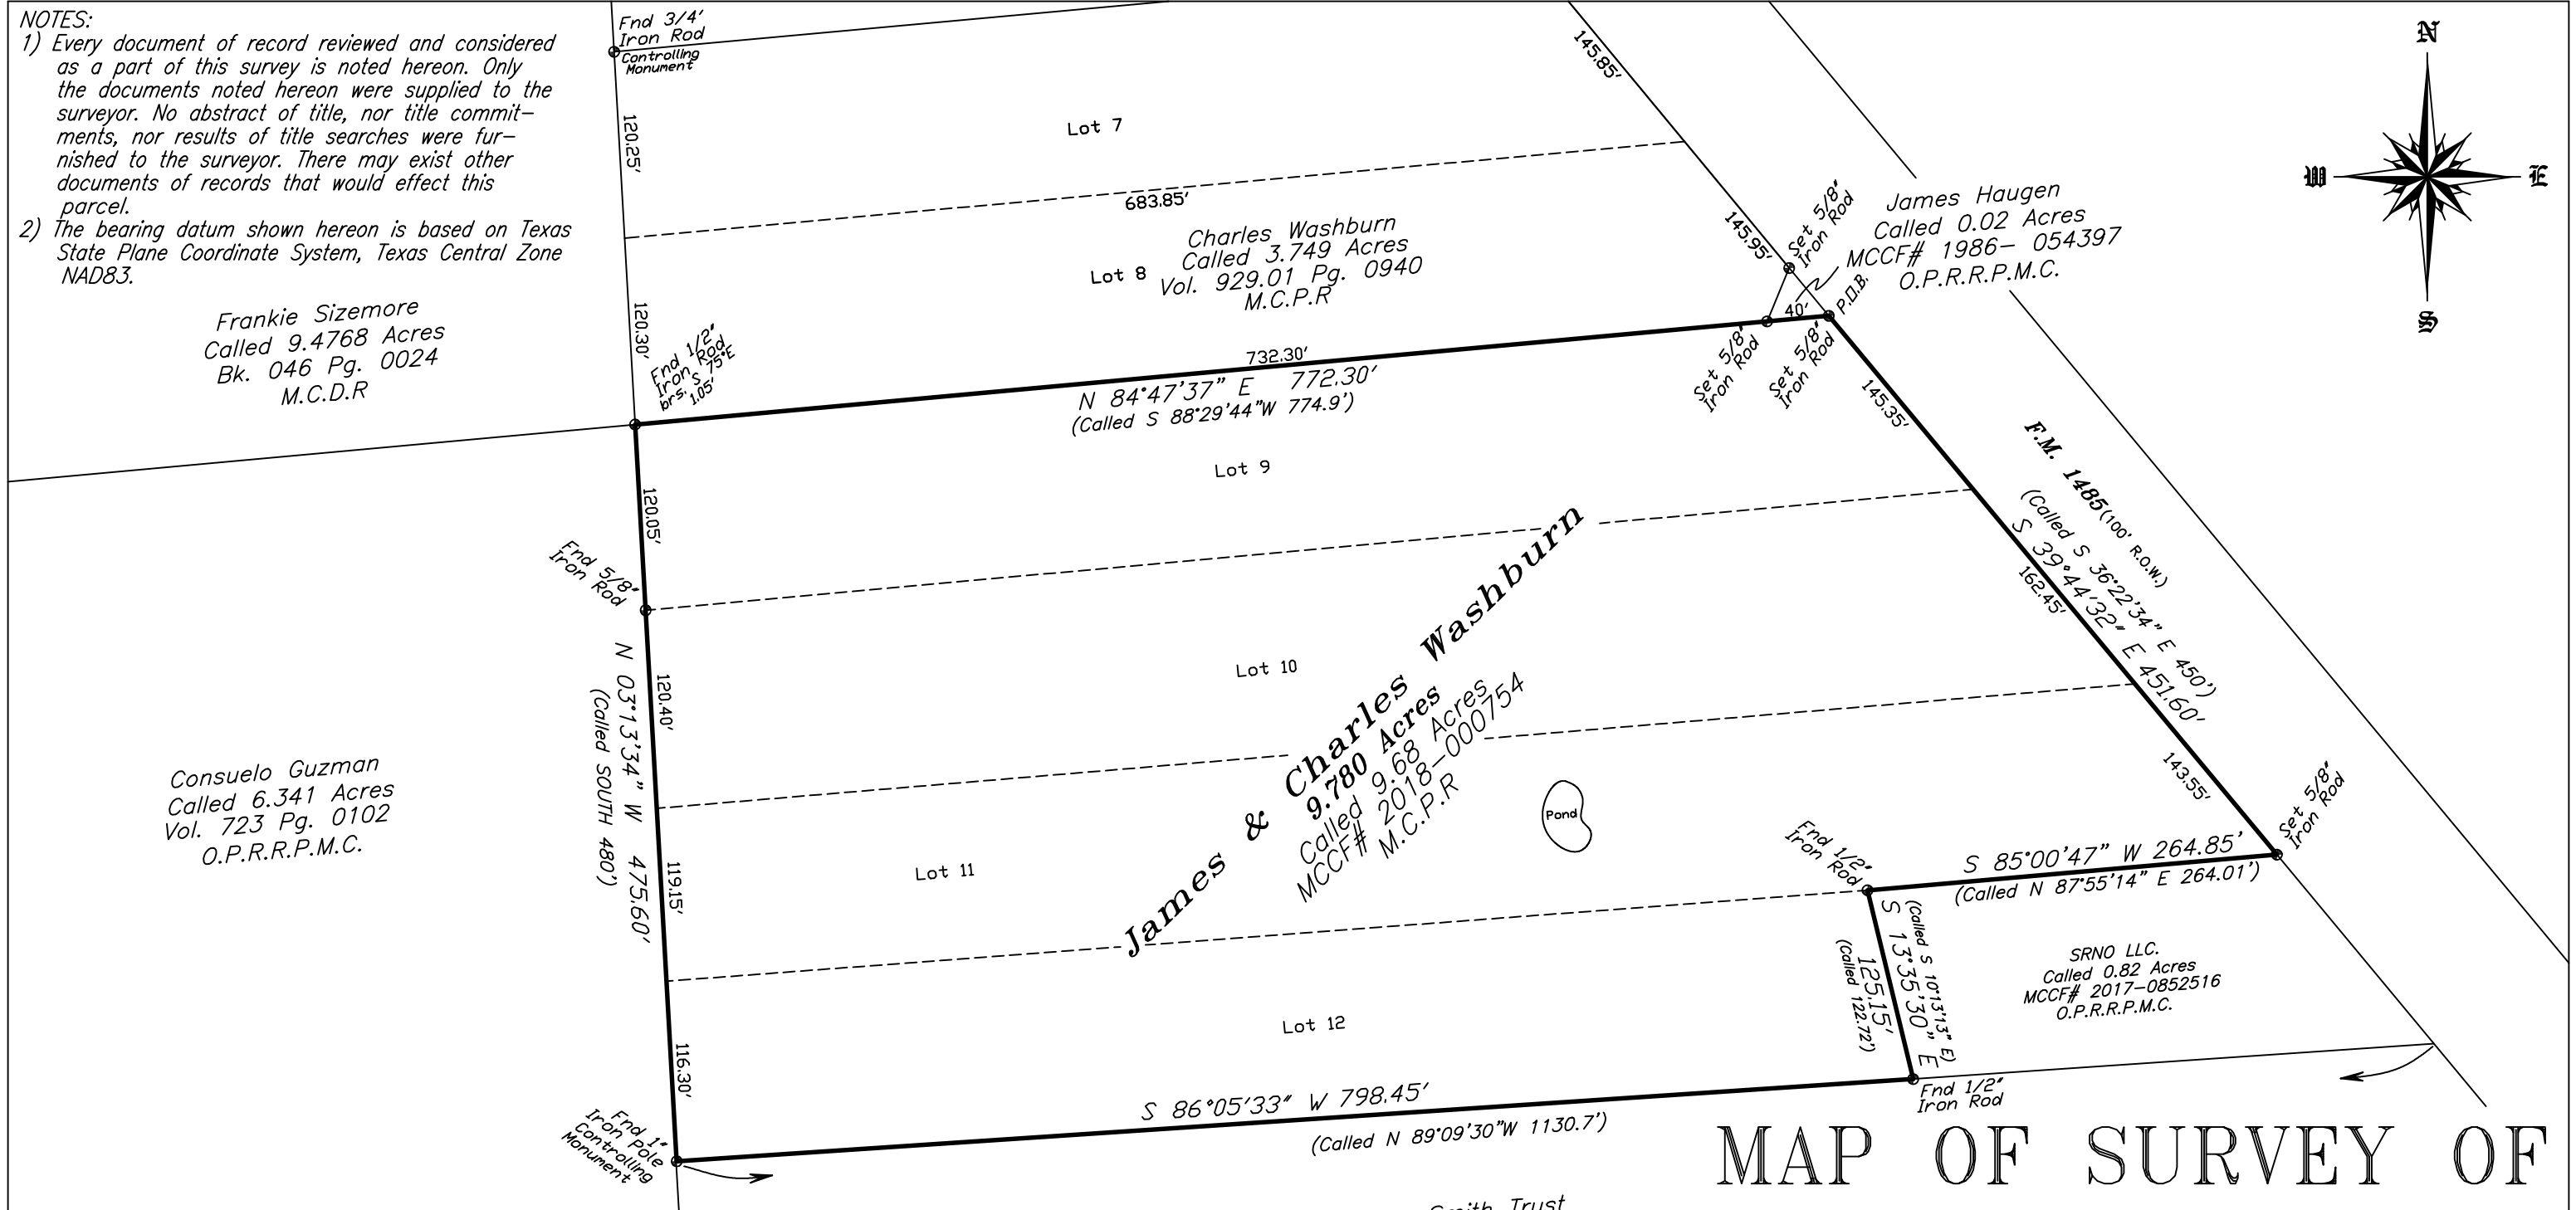 NOTES:
1) Every document of record reviewed and considered
as a part of this survey is noted hereon. Only
the documents noted hereon were supplied to the
surveyor. No abstract of title, nor title commit-
ments, nor results of title searches were fur-
nished to the surveyor. There may exist other
documents of records that would effect this
parcel.
2) The bearing datum shown hereon is based on Texas
State Plane Coordinate System, Texas Central Zone
NAD83.
Fnd 3/4'
Iron Rod
Controlling
Monument
120.25'
Lot 7
145.85'
683.85'
N
W
E
S
Charles Washburn
Called 3.749 Acres
Vol. 929.01 Pg. 0940
M.C.P.R
Lot 8
145.95'
Set 5/8"
Iron Rod
James Haugen
Called 0.02 Acres
MCCF# 1986- 054397
O.P.R.R.P.M.C.
40'
P.O.B.
Frankie Sizemore
Called 9.4768 Acres
Bk. 046 Pg. 0024
M.C.D.R
120.30'
Fnd 1/2"
Iron Rod
brs. S 75°E
1.05'
732.30'
N 84°47'37" E 772.30'
(Called S 88°29'44"W 774.9')
Set 5/8"
Iron Rod
Set 5/8"
Iron Rod
145.35'
F.M. 1485 (100' R.O.W.)
(Called S 36°22'34" E 450')
S 39°44'32" E 451.60'
162.45'
143.55'
Lot 9
120.05'
Fnd 5/8"
Iron Rod
N 03°13'34" W 475.60'
(Called SOUTH 480')
120.40'
Lot 10
James & Charles Washburn
9.780 Acres
Called 9.68 Acres
MCCF# 2018-000754
M.C.P.R
Pond
Consuelo Guzman
Called 6.341 Acres
Vol. 723 Pg. 0102
O.P.R.R.P.M.C.
119.15'
Lot 11
Fnd 1/2"
Iron Rod
S 85°00'47" W 264.85'
(Called N 87°55'14" E 264.01')
Set 5/8"
Iron Rod
(Called S 10°13'13" E)
S 13°35'30" E
125.15'
(Called 122.72')
SRNO LLC.
Called 0.82 Acres
MCCF# 2017-0852516
O.P.R.R.P.M.C.
Lot 12
116.30'
Fnd 1"
Iron Pole
Controlling
Monument
S 86°05'33" W 798.45'
(Called N 89°09'30"W 1130.7')
Fnd 1/2"
Iron Rod
MAP OF SURVEY OF
Smith Trust